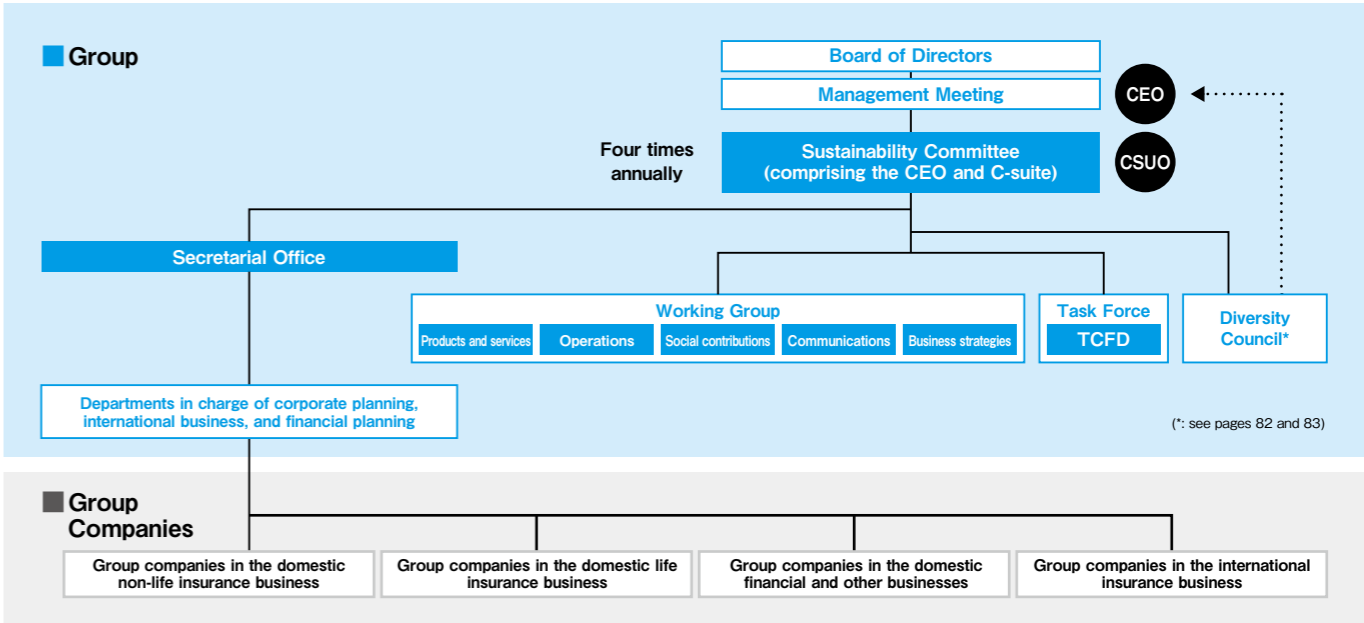 Group
Board of Directors
Management Meeting
CEO
Four times
annually
Sustainability Committee
(comprising the CEO and C-suite)
CSUO
Secretarial Office
Working Group
Products and services
Operations
Social contributions
Communications
Business strategies
Task Force
TCFD
Diversity
Council*
Departments in charge of corporate planning,
international business, and financial planning
(*: see pages 82 and 83)
Group
Companies
Group companies in the domestic
non-life insurance business
Group companies in the domestic life
insurance business
Group companies in the domestic
financial and other businesses
Group companies in the international
insurance business